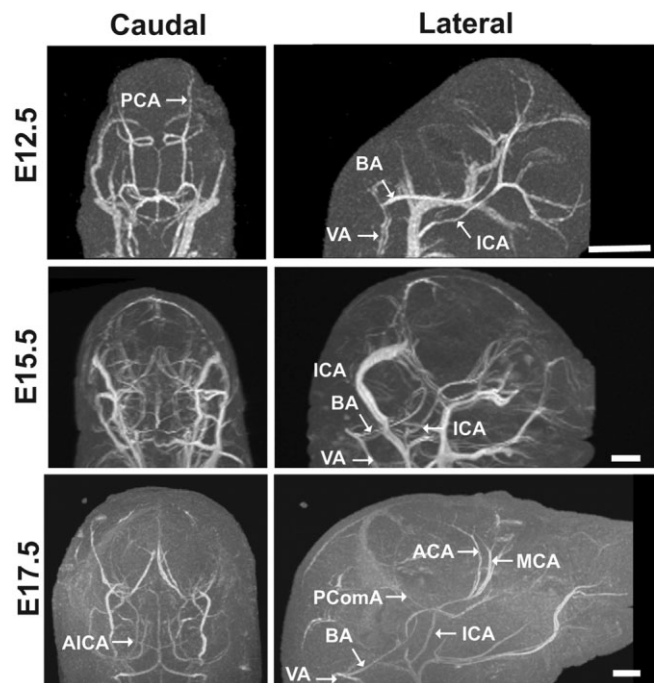 Caudal
Lateral
E12.5
PCA
BA
VA
ICA
E15.5
ICA
BA
ICA
VA
E17.5
ACA
MCA
PComA
AICA
ICA
BA
VA